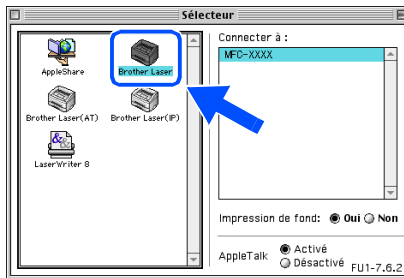 Sélecteur
AppleShare
Brother Laser
Brother Laser(AT)
Brother Laser(IP)
LaserWriter 8
Connecter à :
MFC-XXXX
Impression de fond: Oui Non
AppleTalk
Activé
Désactivé
FU1-7.6.2